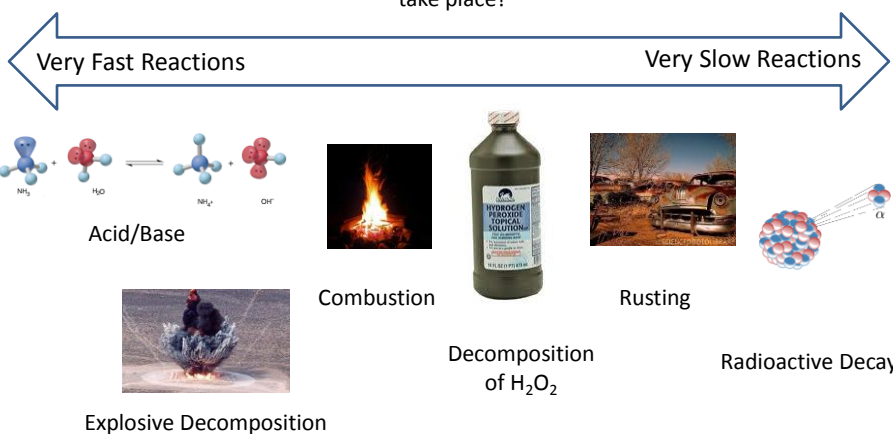 take place?
Very Fast Reactions
Very Slow Reactions
+
+
NH₃
H₂O
NH₄⁺
OH⁻
α
Acid/Base
HYDROGEN
PEROXIDE
TOPICAL
SOLUTION
Combustion
Rusting
Decomposition
of H₂O₂
Radioactive Decay
Explosive Decomposition